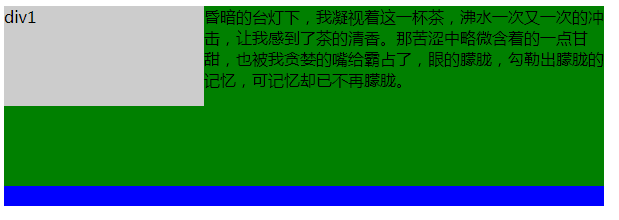 div1
昏暗的台灯下，我凝视着这一杯茶，沸水一次又一次的冲
击，让我感到了茶的清香。那苦涩中略微含着的一点甘
甜，也被我贪婪的嘴给霸占了，眼的朦胧，勾勒出朦胧的
记忆，可记忆却已不再朦胧。